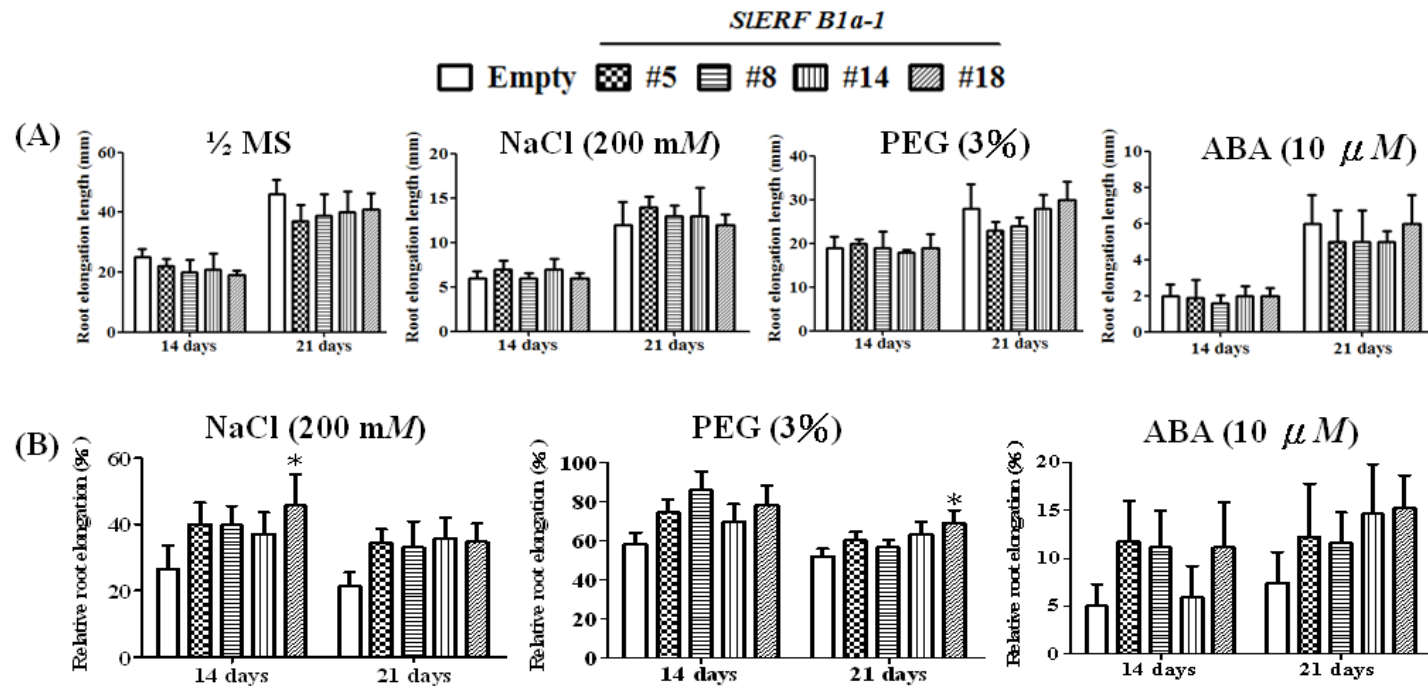 SlERF B1a-1
Empty #5 #8 #14 #18
(A)
½ MS
Root elongation length (mm)
60
40
20
0
14 days 21 days
NaCl (200 mM)
Root elongation length (mm)
20
15
10
5
0
14 days 21 days
PEG (3%)
Root elongation length (mm)
40
30
20
10
0
14 days 21 days
ABA (10 μM)
Root elongation length (mm)
10
8
6
4
2
0
14 days 21 days
(B)
NaCl (200 mM)
Relative root elongation (%)
60
40
20
0
*
14 days 21 days
PEG (3%)
Relative root elongation (%)
100
80
60
40
20
0
*
14 days 21 days
ABA (10 μM)
Relative root elongation (%)
20
15
10
5
0
14 days 21 days